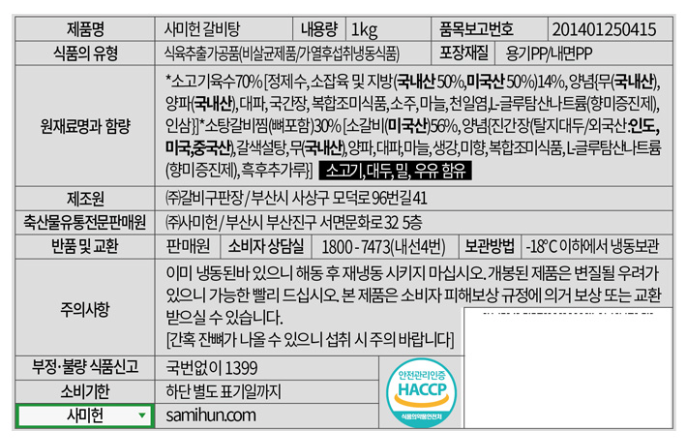 제품명 사미헌 갈비탕 내용량 1kg 품목보고번호 201401250415
식품의 유형 식육추출가공품(비살균제품/가열후섭취냉동식품) 포장재질 용기PP/내면PP
원재료명과 함량
*소고기육수70% [정제수, 소잡육 및 지방(국내산 50%, 미국산 50%)14%, 양념{무(국내산),
양파(국내산), 대파, 국간장, 복합조미식품, 소주, 마늘, 천일염, L-글루탐산나트륨(향미증진제),
인삼}]*소탕갈비찜(뼈포함)30% [소갈비(미국산)56%, 양념{진간장(탈지대두/외국산:인도,
미국,중국산), 갈색설탕, 무(국내산), 양파, 대파, 마늘, 생강, 미향, 복합조미식품, L-글루탐산나트륨
(향미증진제), 흑후추가루}] 소고기, 대두, 밀, 우유 함유
제조원 ㈜갈비구판장 / 부산시 사상구 모덕로 96번길 41
축산물유통전문판매원 ㈜사미헌 / 부산시 부산진구 서면문화로 32 5층
반품 및 교환 판매원 소비자 상담실 1800-7473(내선4번) 보관방법 -18℃ 이하에서 냉동보관
주의사항
이미 냉동된바 있으니 해동 후 재냉동 시키지 마십시오. 개봉된 제품은 변질될 우려가
있으니 가능한 빨리 드십시오. 본 제품은 소비자 피해보상 규정에 의거 보상 또는 교환
받으실 수 있습니다.
[간혹 잔뼈가 나올 수 있으니 섭취 시 주의 바랍니다]
부정·불량 식품신고 국번없이 1399
소비기한 하단 별도 표기일까지
사미헌 samihun.com
안전관리인증
HACCP
식품의약품안전처